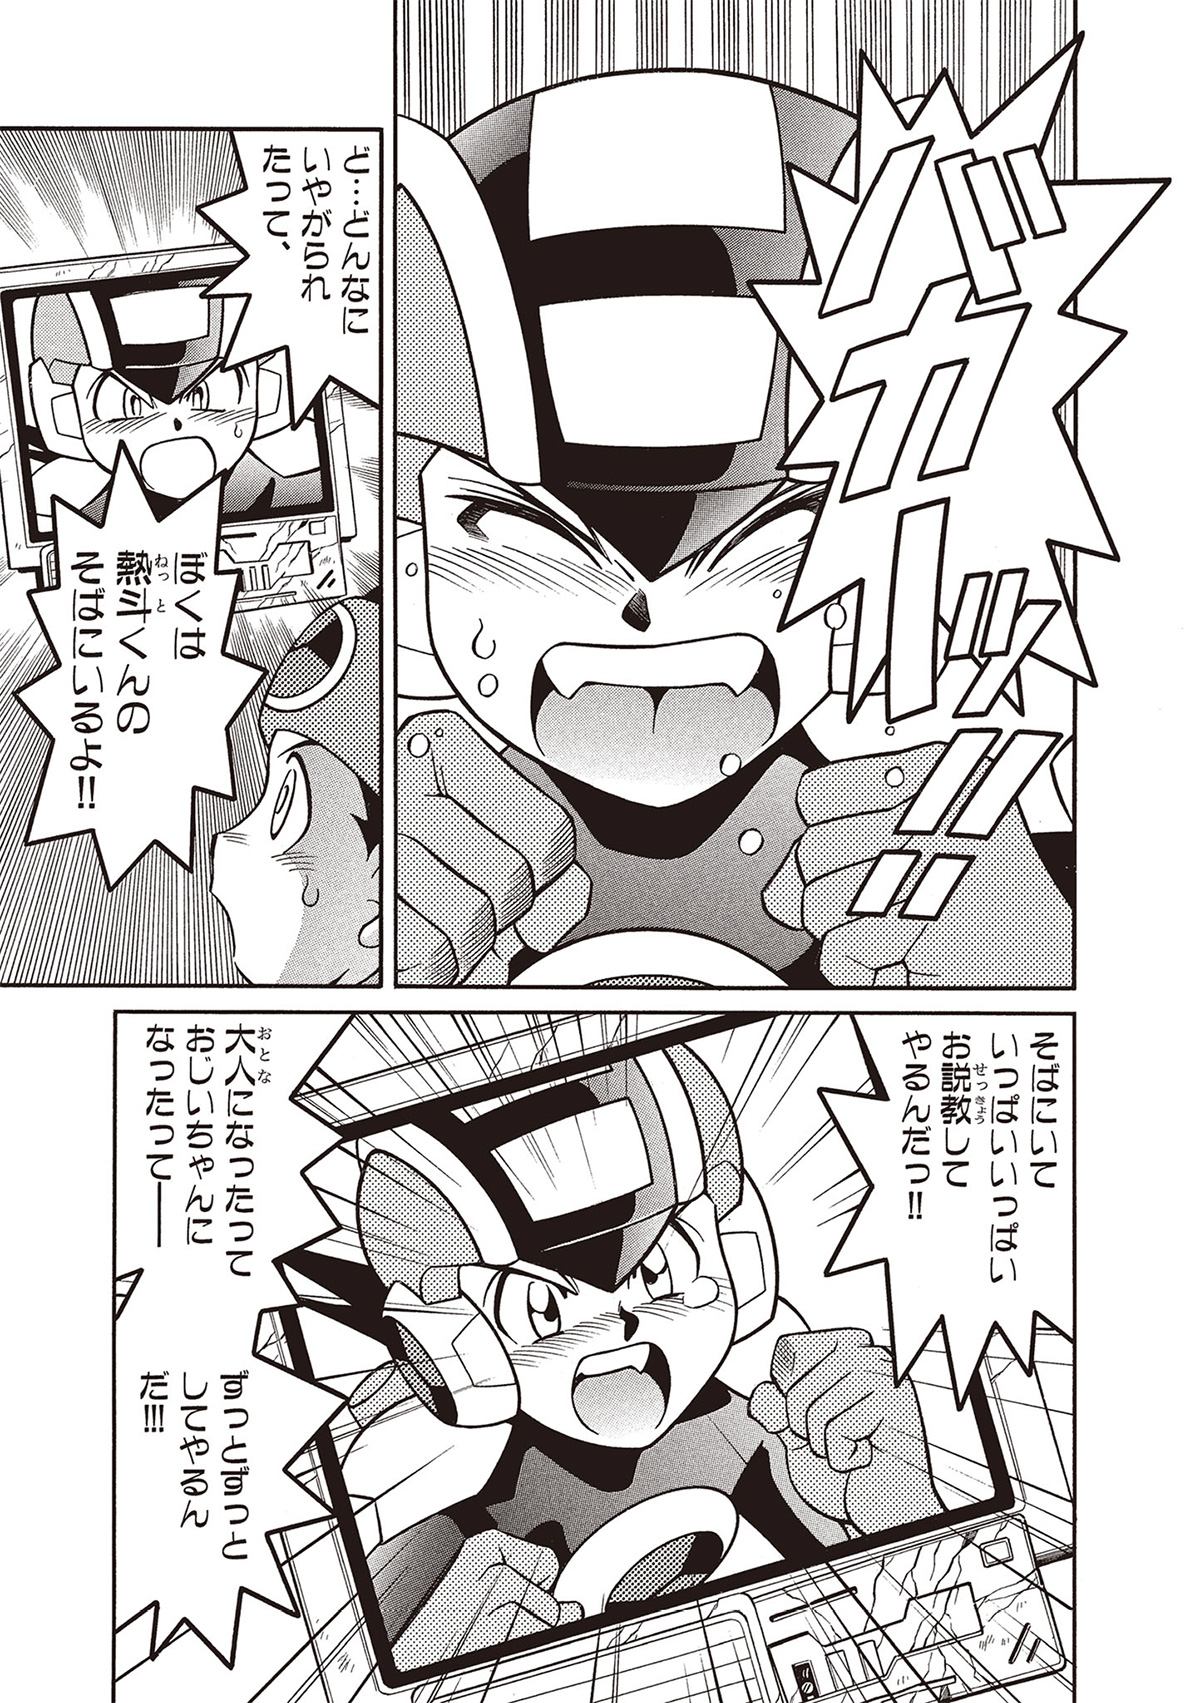 バカーーッ!!!!
ど…どんなに
いやがられ
たって、
ぼくは
熱斗くんの
そばにいるよ!!
そばにいて
いっぱいいっぱい
お説教して
やるんだっ!!
大人になったって
おじいちゃんに
なったって──
ずっとずっと
してやるん
だ!!!